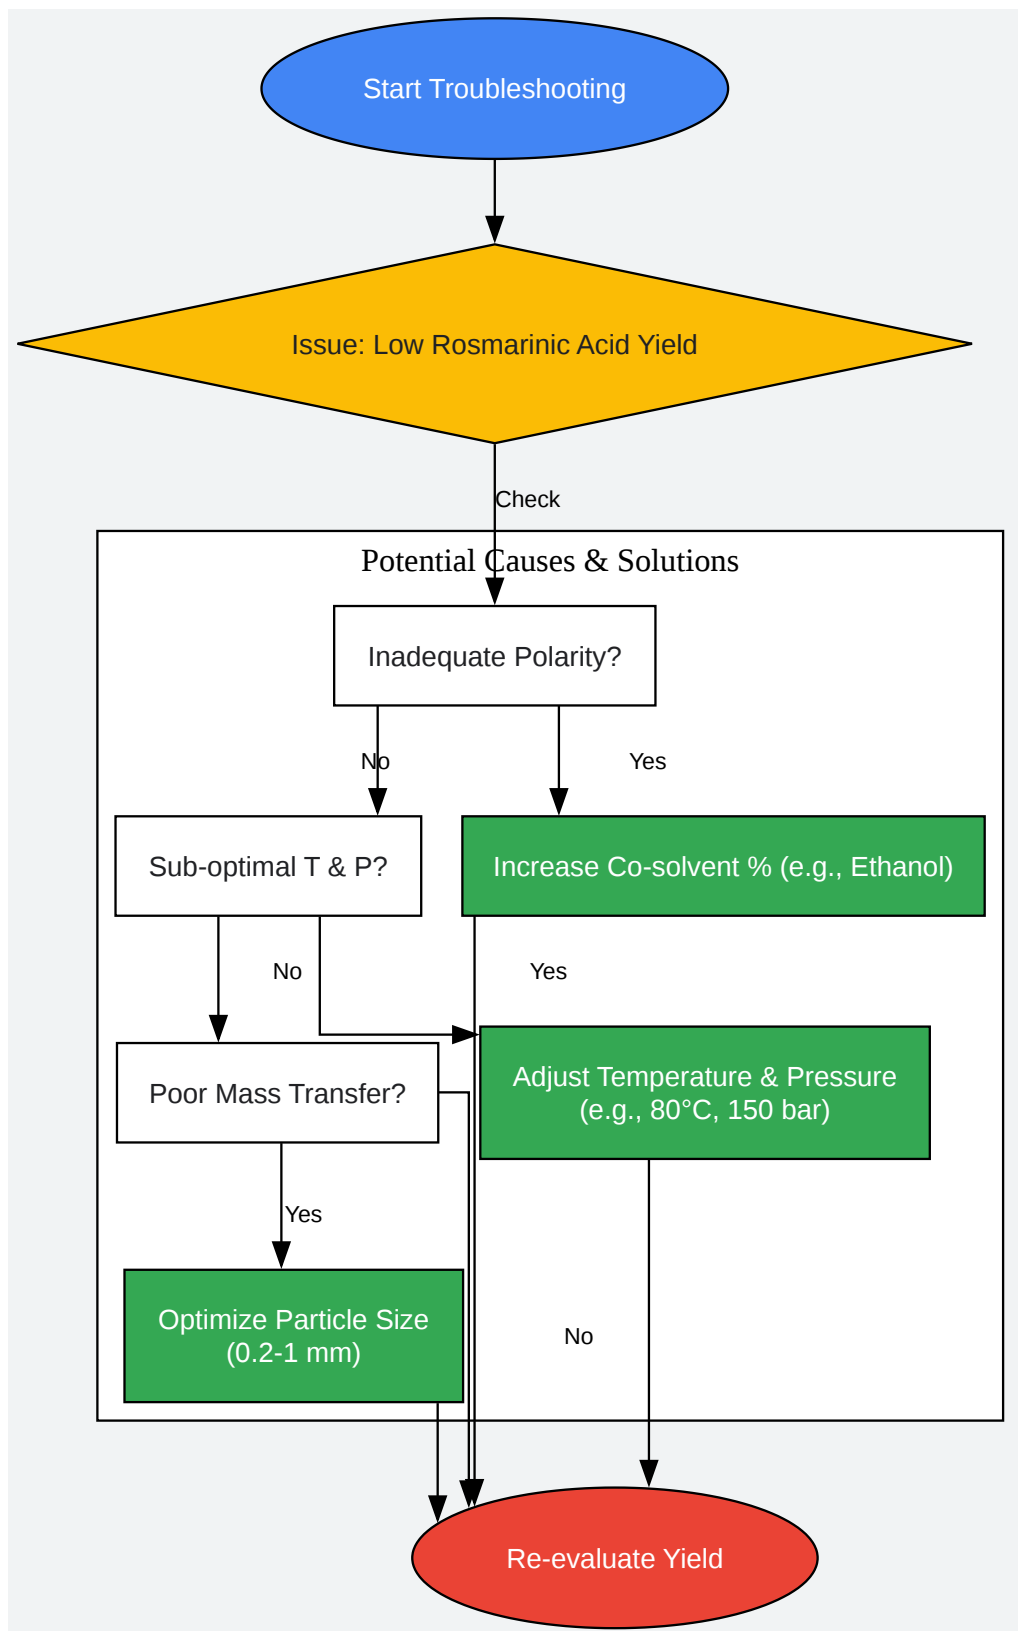 Start Troubleshooting
Issue: Low Rosmarinic Acid Yield
Check
Potential Causes & Solutions
Inadequate Polarity?
No
Yes
Sub-optimal T & P?
Increase Co-solvent % (e.g., Ethanol)
No
Yes
Adjust Temperature & Pressure
(e.g., 80°C, 150 bar)
Poor Mass Transfer?
Yes
Optimize Particle Size
(0.2-1 mm)
No
Re-evaluate Yield